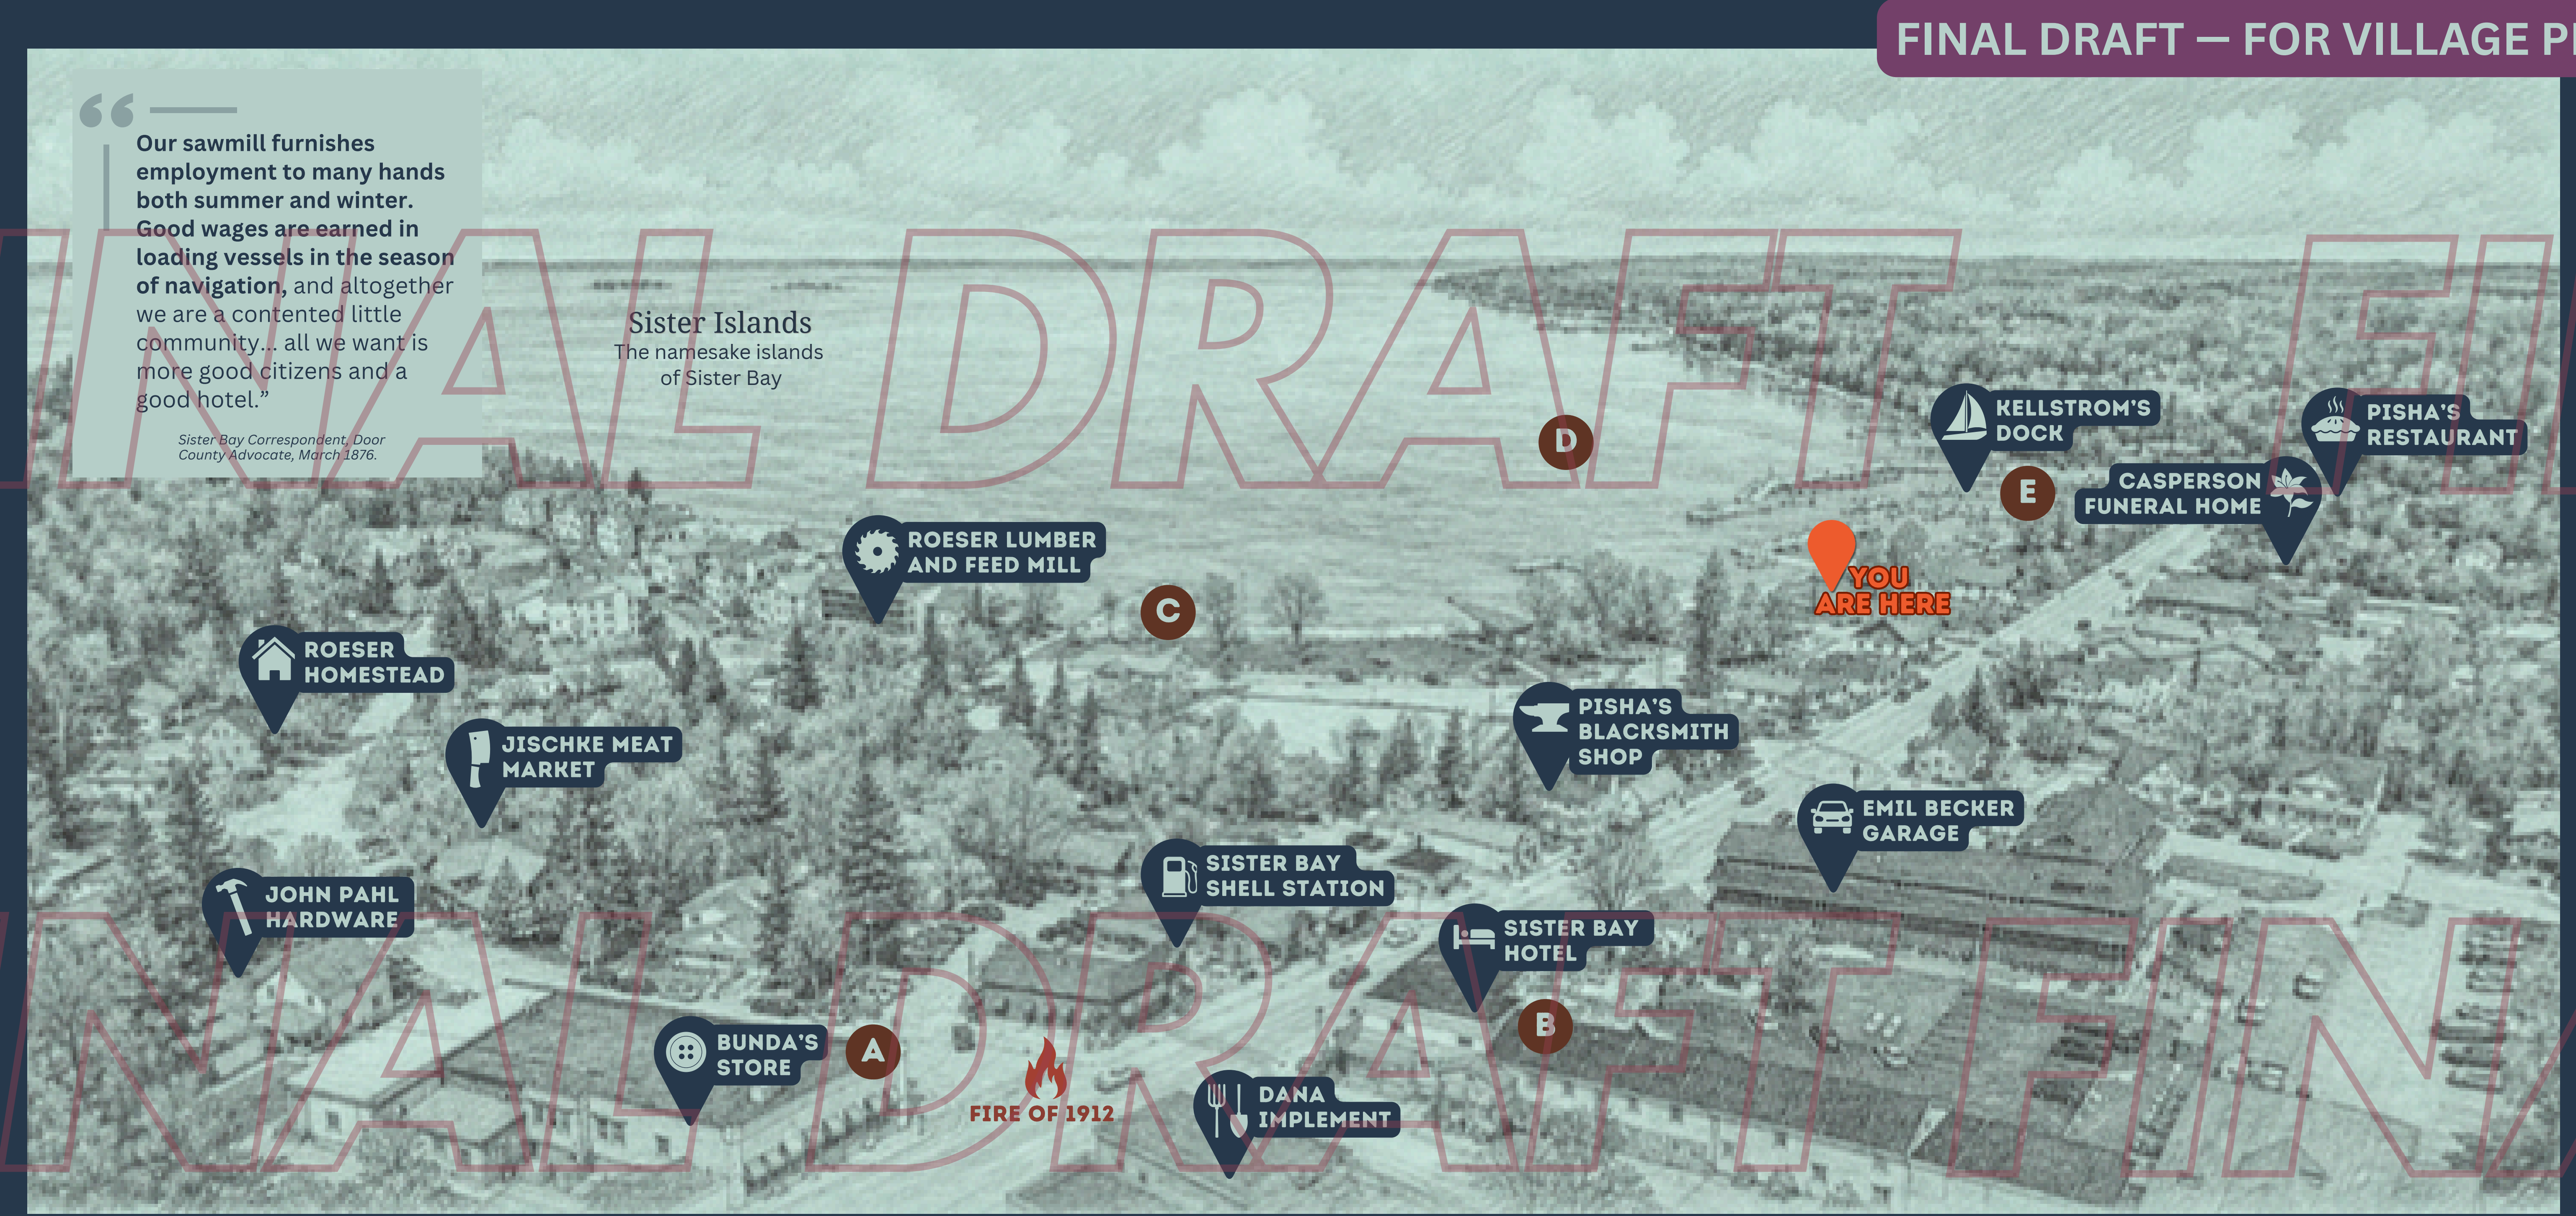 FINAL DRAFT — FOR VILLAGE
“
Our sawmill furnishes
employment to many hands
both summer and winter.
Good wages are earned in
loading vessels in the season
of navigation, and altogether
we are a contented little
community... all we want is
more good citizens and a
good hotel.”
Sister Bay Correspondent, Door
County Advocate, March 1876.
Sister Islands
The namesake islands
of Sister Bay
D
KELLSTROM'S
DOCK
PISHA'S
RESTAURANT
E
CASPERSON
FUNERAL HOME
ROESER LUMBER
AND FEED MILL
C
YOU
ARE HERE
ROESER
HOMESTEAD
JISCHKE MEAT
MARKET
PISHA'S
BLACKSMITH
SHOP
EMIL BECKER
GARAGE
SISTER BAY
SHELL STATION
JOHN PAHL
HARDWARE
SISTER BAY
HOTEL
B
BUNDA'S
STORE
A
FIRE OF 1912
DANA
IMPLEMENT
INAL DRAFT FI
INAL DRAFT FINA